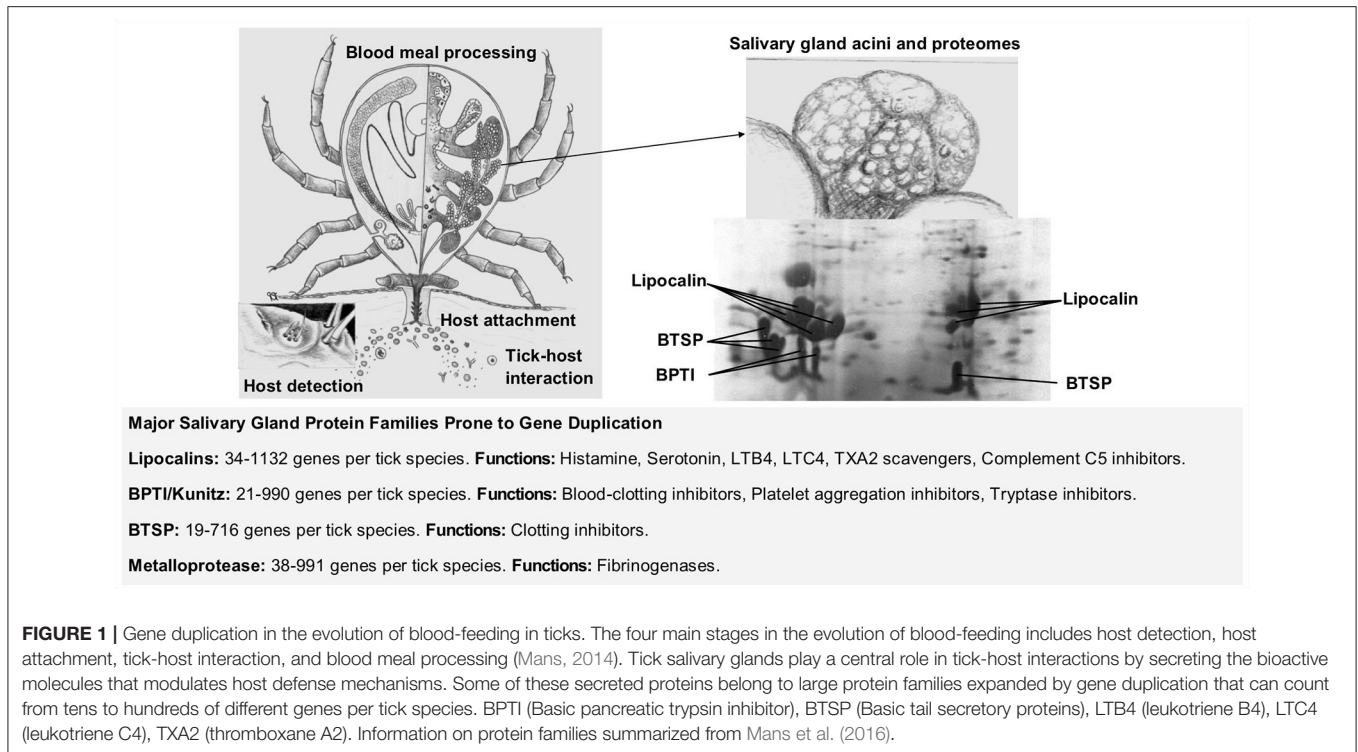 Blood meal processing
Salivary gland acini and proteomes
Host attachment
Tick-host
interaction
Host detection
Lipocalin
BTSP
BPTI
Lipocalin
BTSP
Major Salivary Gland Protein Families Prone to Gene Duplication
Lipocalins: 34-1132 genes per tick species. Functions: Histamine, Serotonin, LTB4, LTC4, TXA2 scavengers, Complement C5 inhibitors.
BPTI/Kunitz: 21-990 genes per tick species. Functions: Blood-clotting inhibitors, Platelet aggregation inhibitors, Tryptase inhibitors.
BTSP: 19-716 genes per tick species. Functions: Clotting inhibitors.
Metalloprotease: 38-991 genes per tick species. Functions: Fibrinogenases.
FIGURE 1 | Gene duplication in the evolution of blood-feeding in ticks. The four main stages in the evolution of blood-feeding includes host detection, host
attachment, tick-host interaction, and blood meal processing (Mans, 2014). Tick salivary glands play a central role in tick-host interactions by secreting the bioactive
molecules that modulates host defense mechanisms. Some of these secreted proteins belong to large protein families expanded by gene duplication that can count
from tens to hundreds of different genes per tick species. BPTI (Basic pancreatic trypsin inhibitor), BTSP (Basic tail secretory proteins), LTB4 (leukotriene B4), LTC4
(leukotriene C4), TXA2 (thromboxane A2). Information on protein families summarized from Mans et al. (2016).